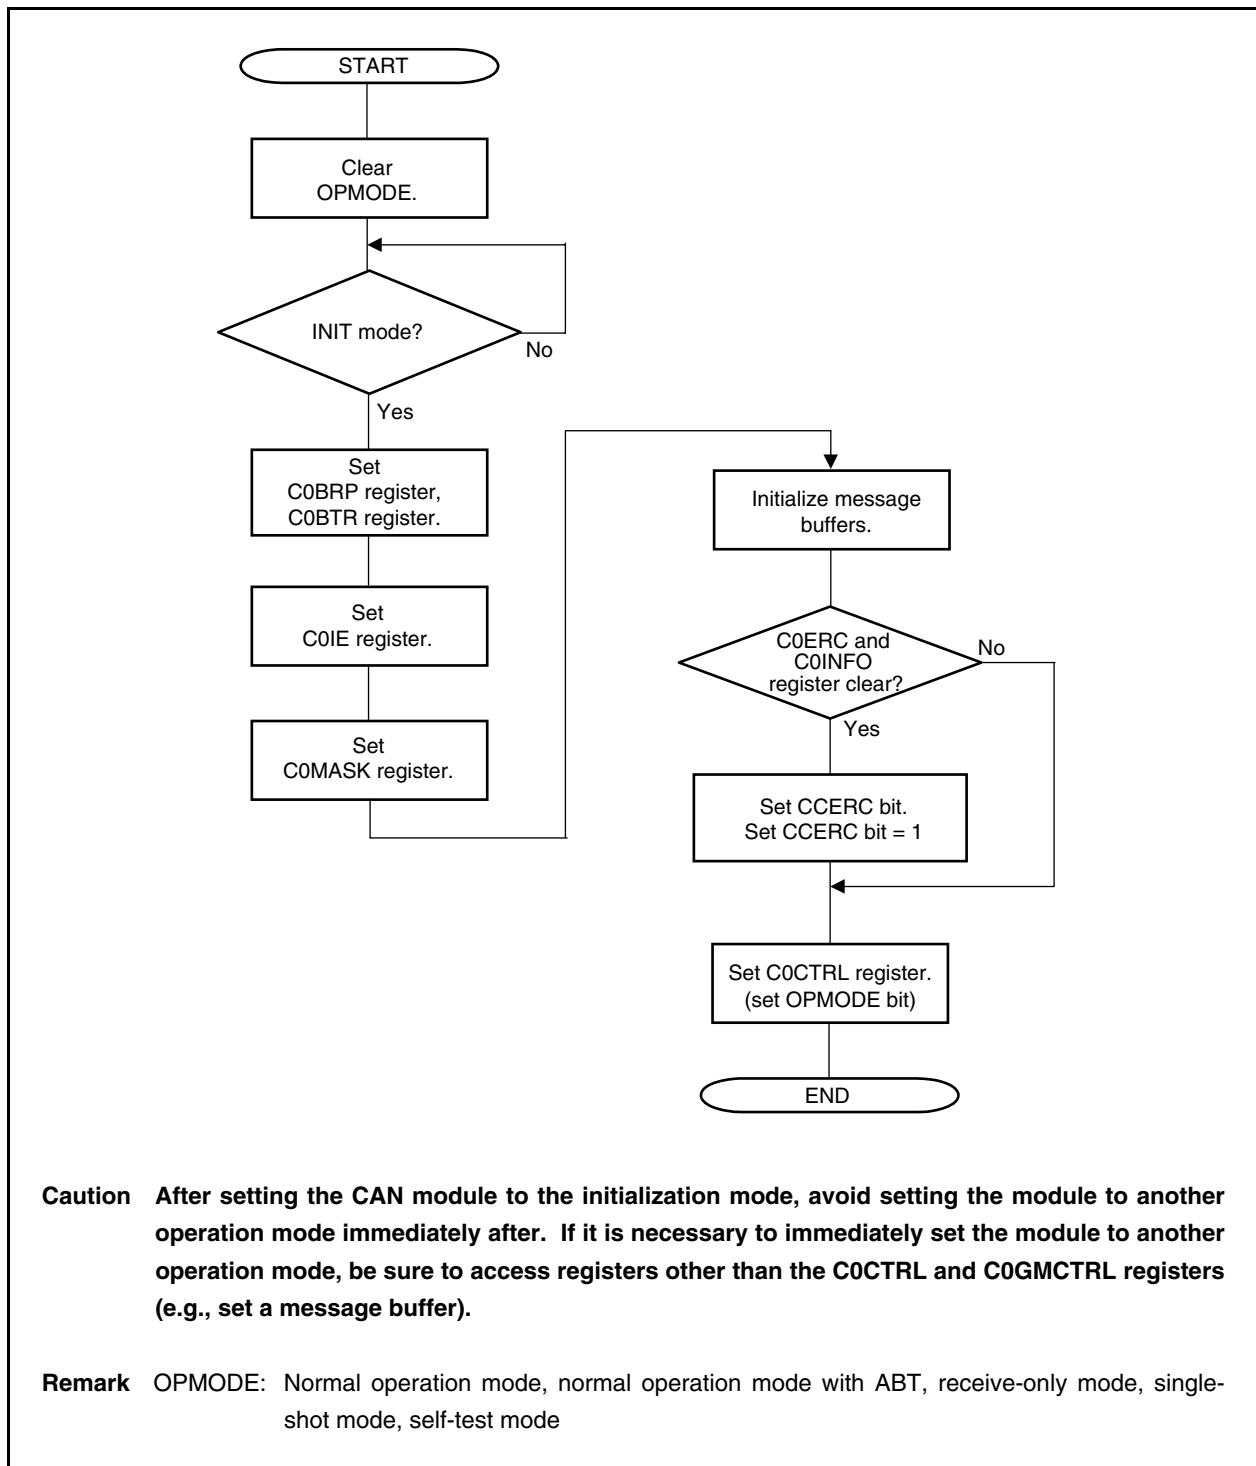 START
Clear
OPMODE.
INIT mode?
No
Yes
Set
C0BRP register,
C0BTR register.
Set
C0IE register.
Set
C0MASK register.
Initialize message
buffers.
C0ERC and
C0INFO
register clear?
No
Yes
Set CCERC bit.
Set CCERC bit = 1
Set C0CTRL register.
(set OPMODE bit)
END
Caution After setting the CAN module to the initialization mode, avoid setting the module to another
operation mode immediately after. If it is necessary to immediately set the module to another
operation mode, be sure to access registers other than the C0CTRL and C0GMCTRL registers
(e.g., set a message buffer).
Remark OPMODE: Normal operation mode, normal operation mode with ABT, receive-only mode, single-
shot mode, self-test mode